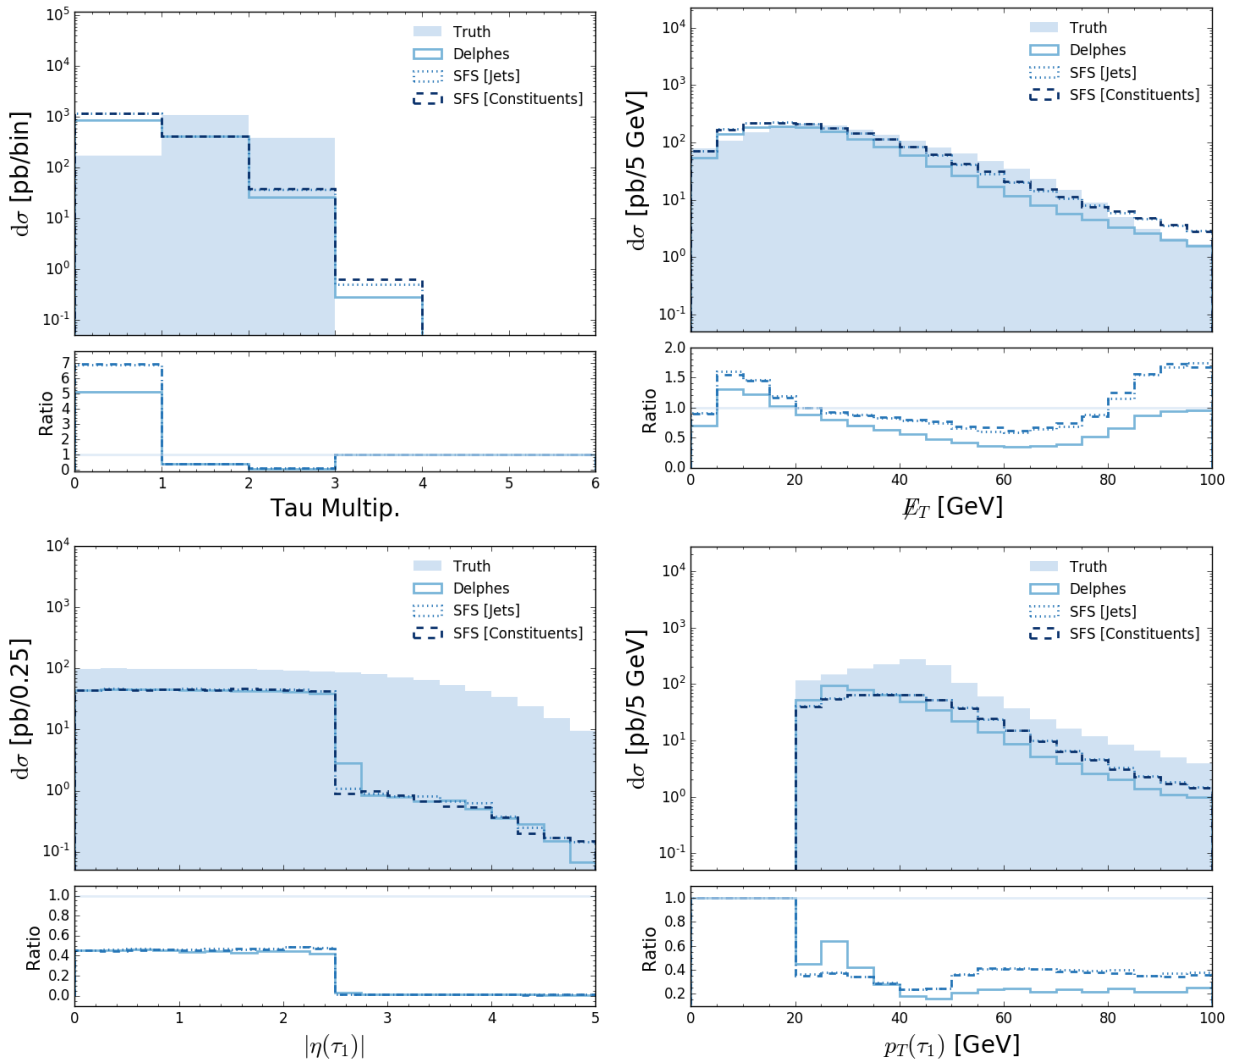 10^5
10^4
10^3
10^2
10^1
10^0
10^-1
dσ [pb/bin]
Truth
Delphes
SFS [Jets]
SFS [Constituents]
7
6
5
4
3
2
1
0
Ratio
0 1 2 3 4 5 6
Tau Multip.
10^4
10^3
10^2
10^1
10^0
10^-1
dσ [pb/5 GeV]
Truth
Delphes
SFS [Jets]
SFS [Constituents]
2.0
1.5
1.0
0.5
0.0
Ratio
0 20 40 60 80 100
E̸_T [GeV]
10^4
10^3
10^2
10^1
10^0
10^-1
dσ [pb/0.25]
Truth
Delphes
SFS [Jets]
SFS [Constituents]
1.0
0.8
0.6
0.4
0.2
0.0
Ratio
0 1 2 3 4 5
|η(τ_1)|
10^4
10^3
10^2
10^1
10^0
10^-1
dσ [pb/5 GeV]
Truth
Delphes
SFS [Jets]
SFS [Constituents]
1.0
0.8
0.6
0.4
0.2
Ratio
0 20 40 60 80 100
p_T(τ_1) [GeV]